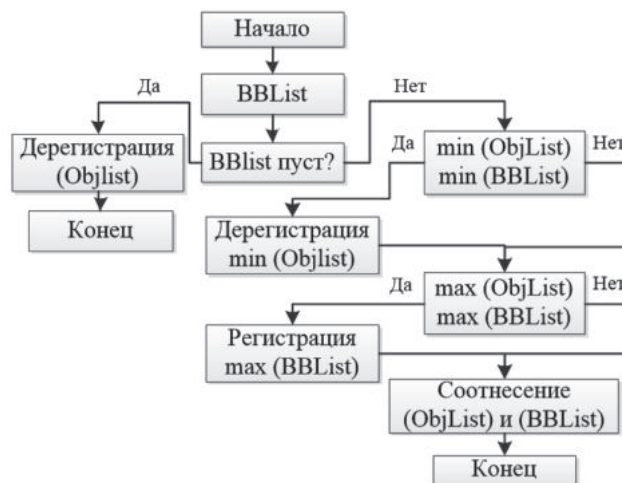 Начало
BBList
Да
Нет
BBlist пуст?
Дерегистрация
(Objlist)
Конец
Да
min (ObjList)
min (BBList)
Нет
Дерегистрация
min (Objlist)
Да
max (ObjList)
max (BBList)
Нет
Регистрация
max (BBList)
Соотнесение
(ObjList) и (BBList)
Конец